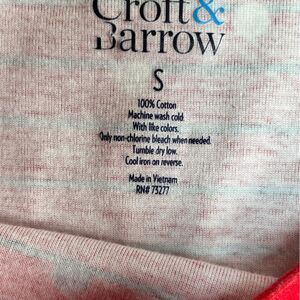 Croft &
Barrow
S
100% Cotton
Machine wash cold
With like colors.
Only non-chlorine bleach when needed
Tumble dry low.
Cool iron on reverse.
Made in Vietnam
RN# 73277